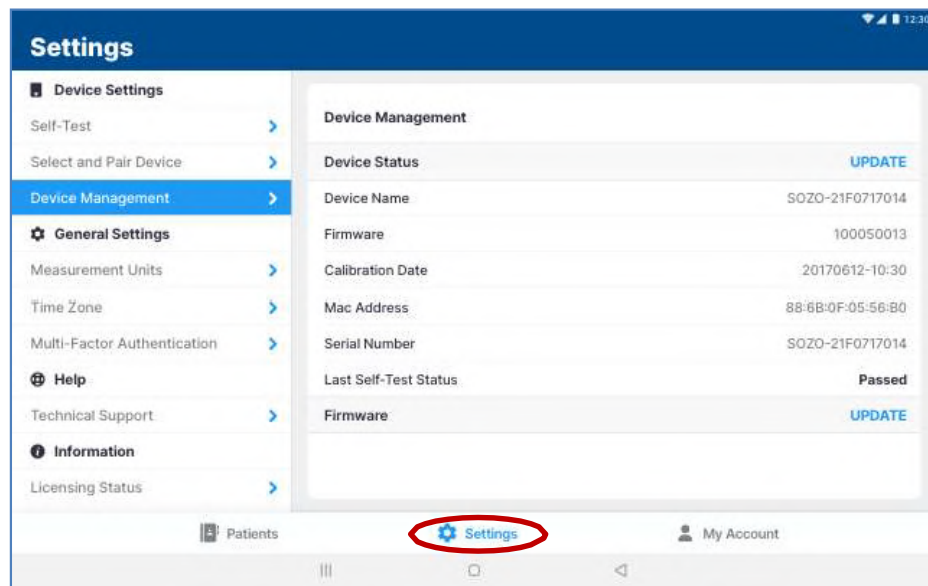 12:30
Settings
Device Settings
Self-Test
Select and Pair Device
Device Management
General Settings
Measurement Units
Time Zone
Multi-Factor Authentication
Help
Technical Support
Information
Licensing Status
Device Management
Device Status UPDATE
Device Name SOZO-21F0717014
Firmware 100050013
Calibration Date 20170612-10:30
Mac Address 88:6B:0F:05:56:B0
Serial Number SOZO-21F0717014
Last Self-Test Status Passed
Firmware UPDATE
Patients Settings My Account